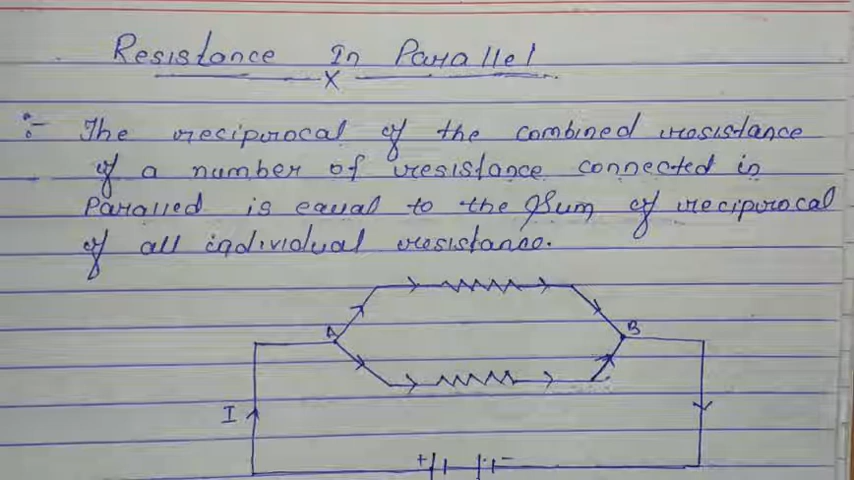 Resistance In Parallel
X
:- The reciprocal of the combined resistance
of a number of resistance connected in
Paralled is equal to the Sum of reciprocal
of all individual resistance.
A
B
I
+ -